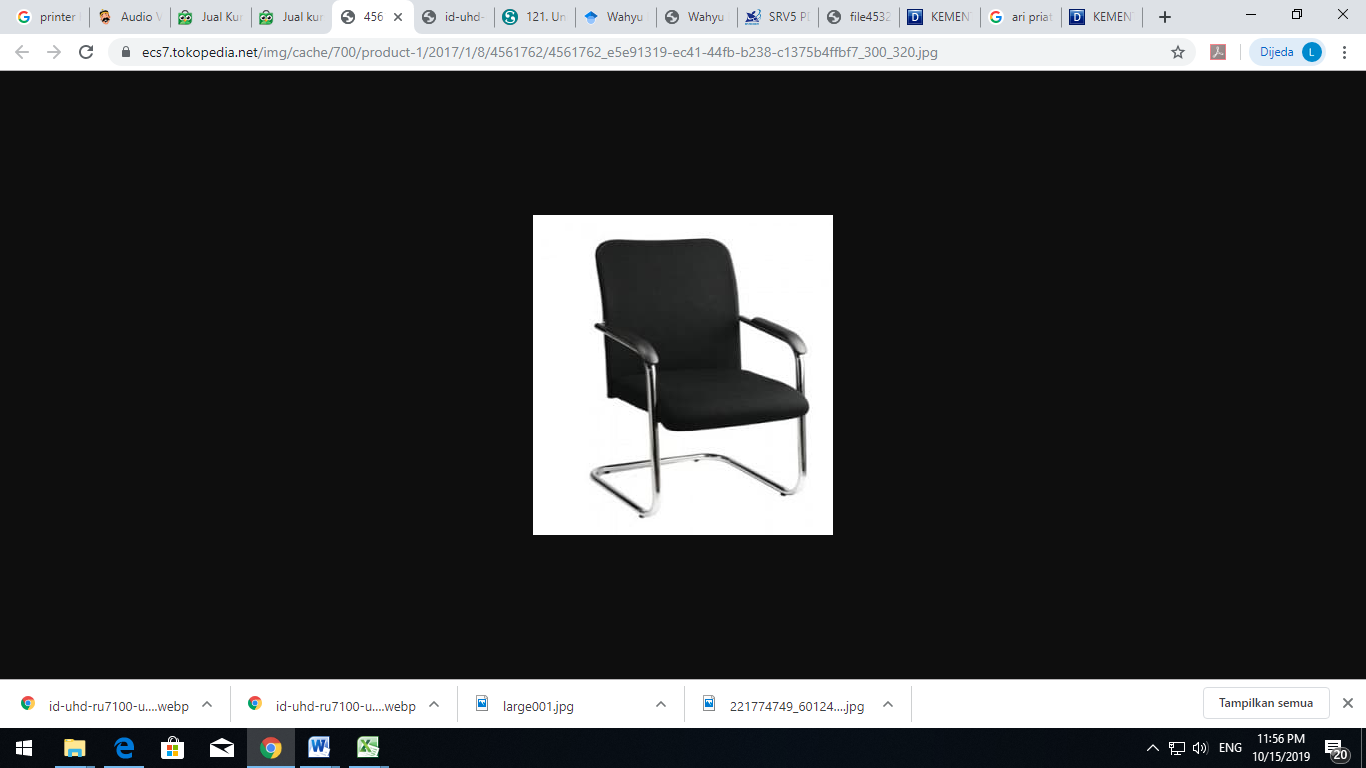 printer
Audio V
Jual Kur
Jual kur
456
id-uhd-
121. Un
Wahyu
Wahyu
SRV5 P
file4532
KEMEN
ari priat
KEMEN
ecs7.tokopedia.net/img/cache/700/product-1/2017/1/8/4561762/4561762_e5e91319-ec41-44fb-b238-c1375b4ffbf7_300_320.jpg
Dijeda L
id-uhd-ru7100-u....webp
id-uhd-ru7100-u....webp
large001.jpg
221774749_60124....jpg
Tampilkan semua
ENG
11:56 PM
10/15/2019
20